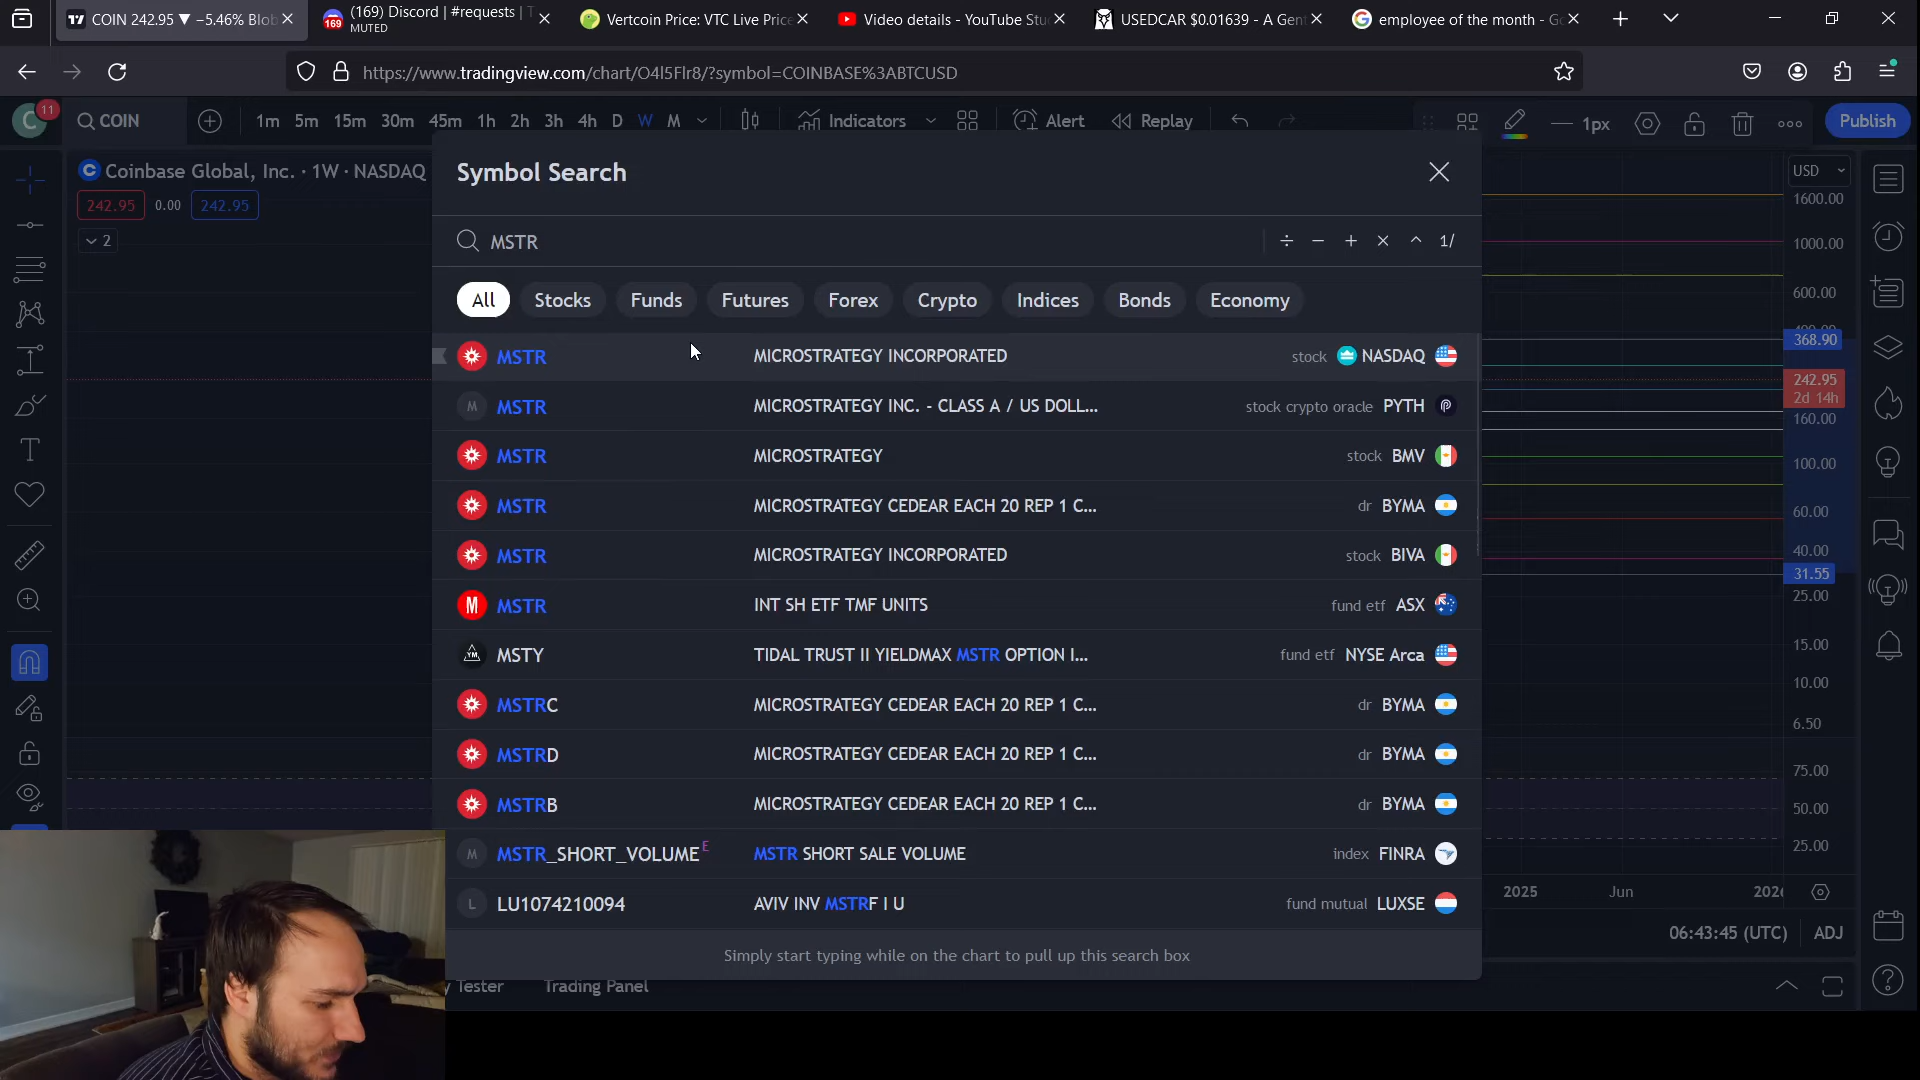 COIN 242.95 ▼ −5.46% Blob
(169) Discord | #requests | T
MUTED
Vertcoin Price: VTC Live Price
Video details - YouTube Stu
USEDCAR $0.01639 - A Gen
employee of the month - Go
https://www.tradingview.com/chart/O4l5Flr8/?symbol=COINBASE%3ABTCUSD
C
11
COIN
1m 5m 15m 30m 45m 1h 2h 3h 4h D W M
Indicators
Alert
Replay
1px
Publish
Coinbase Global, Inc. · 1W · NASDAQ
242.95 0.00 242.95
2
Symbol Search
MSTR
÷ − + × ^ 1/
All Stocks Funds Futures Forex Crypto Indices Bonds Economy
MSTR MICROSTRATEGY INCORPORATED stock NASDAQ
M MSTR MICROSTRATEGY INC. - CLASS A / US DOLL... stock crypto oracle PYTH
MSTR MICROSTRATEGY stock BMV
MSTR MICROSTRATEGY CEDEAR EACH 20 REP 1 C... dr BYMA
MSTR MICROSTRATEGY INCORPORATED stock BIVA
M MSTR INT SH ETF TMF UNITS fund etf ASX
YM MSTY TIDAL TRUST II YIELDMAX MSTR OPTION I... fund etf NYSE Arca
MSTRC MICROSTRATEGY CEDEAR EACH 20 REP 1 C... dr BYMA
MSTRD MICROSTRATEGY CEDEAR EACH 20 REP 1 C... dr BYMA
MSTRB MICROSTRATEGY CEDEAR EACH 20 REP 1 C... dr BYMA
M MSTR_SHORT_VOLUME E MSTR SHORT SALE VOLUME index FINRA
L LU1074210094 AVIV INV MSTRF I U fund mutual LUXSE
Simply start typing while on the chart to pull up this search box
USD
1600.00
1000.00
600.00
368.90
242.95
2d 14h
160.00
100.00
60.00
40.00
31.55
25.00
15.00
10.00
6.50
75.00
50.00
25.00
2025 Jun 2026
06:43:45 (UTC) ADJ
y Tester Trading Panel